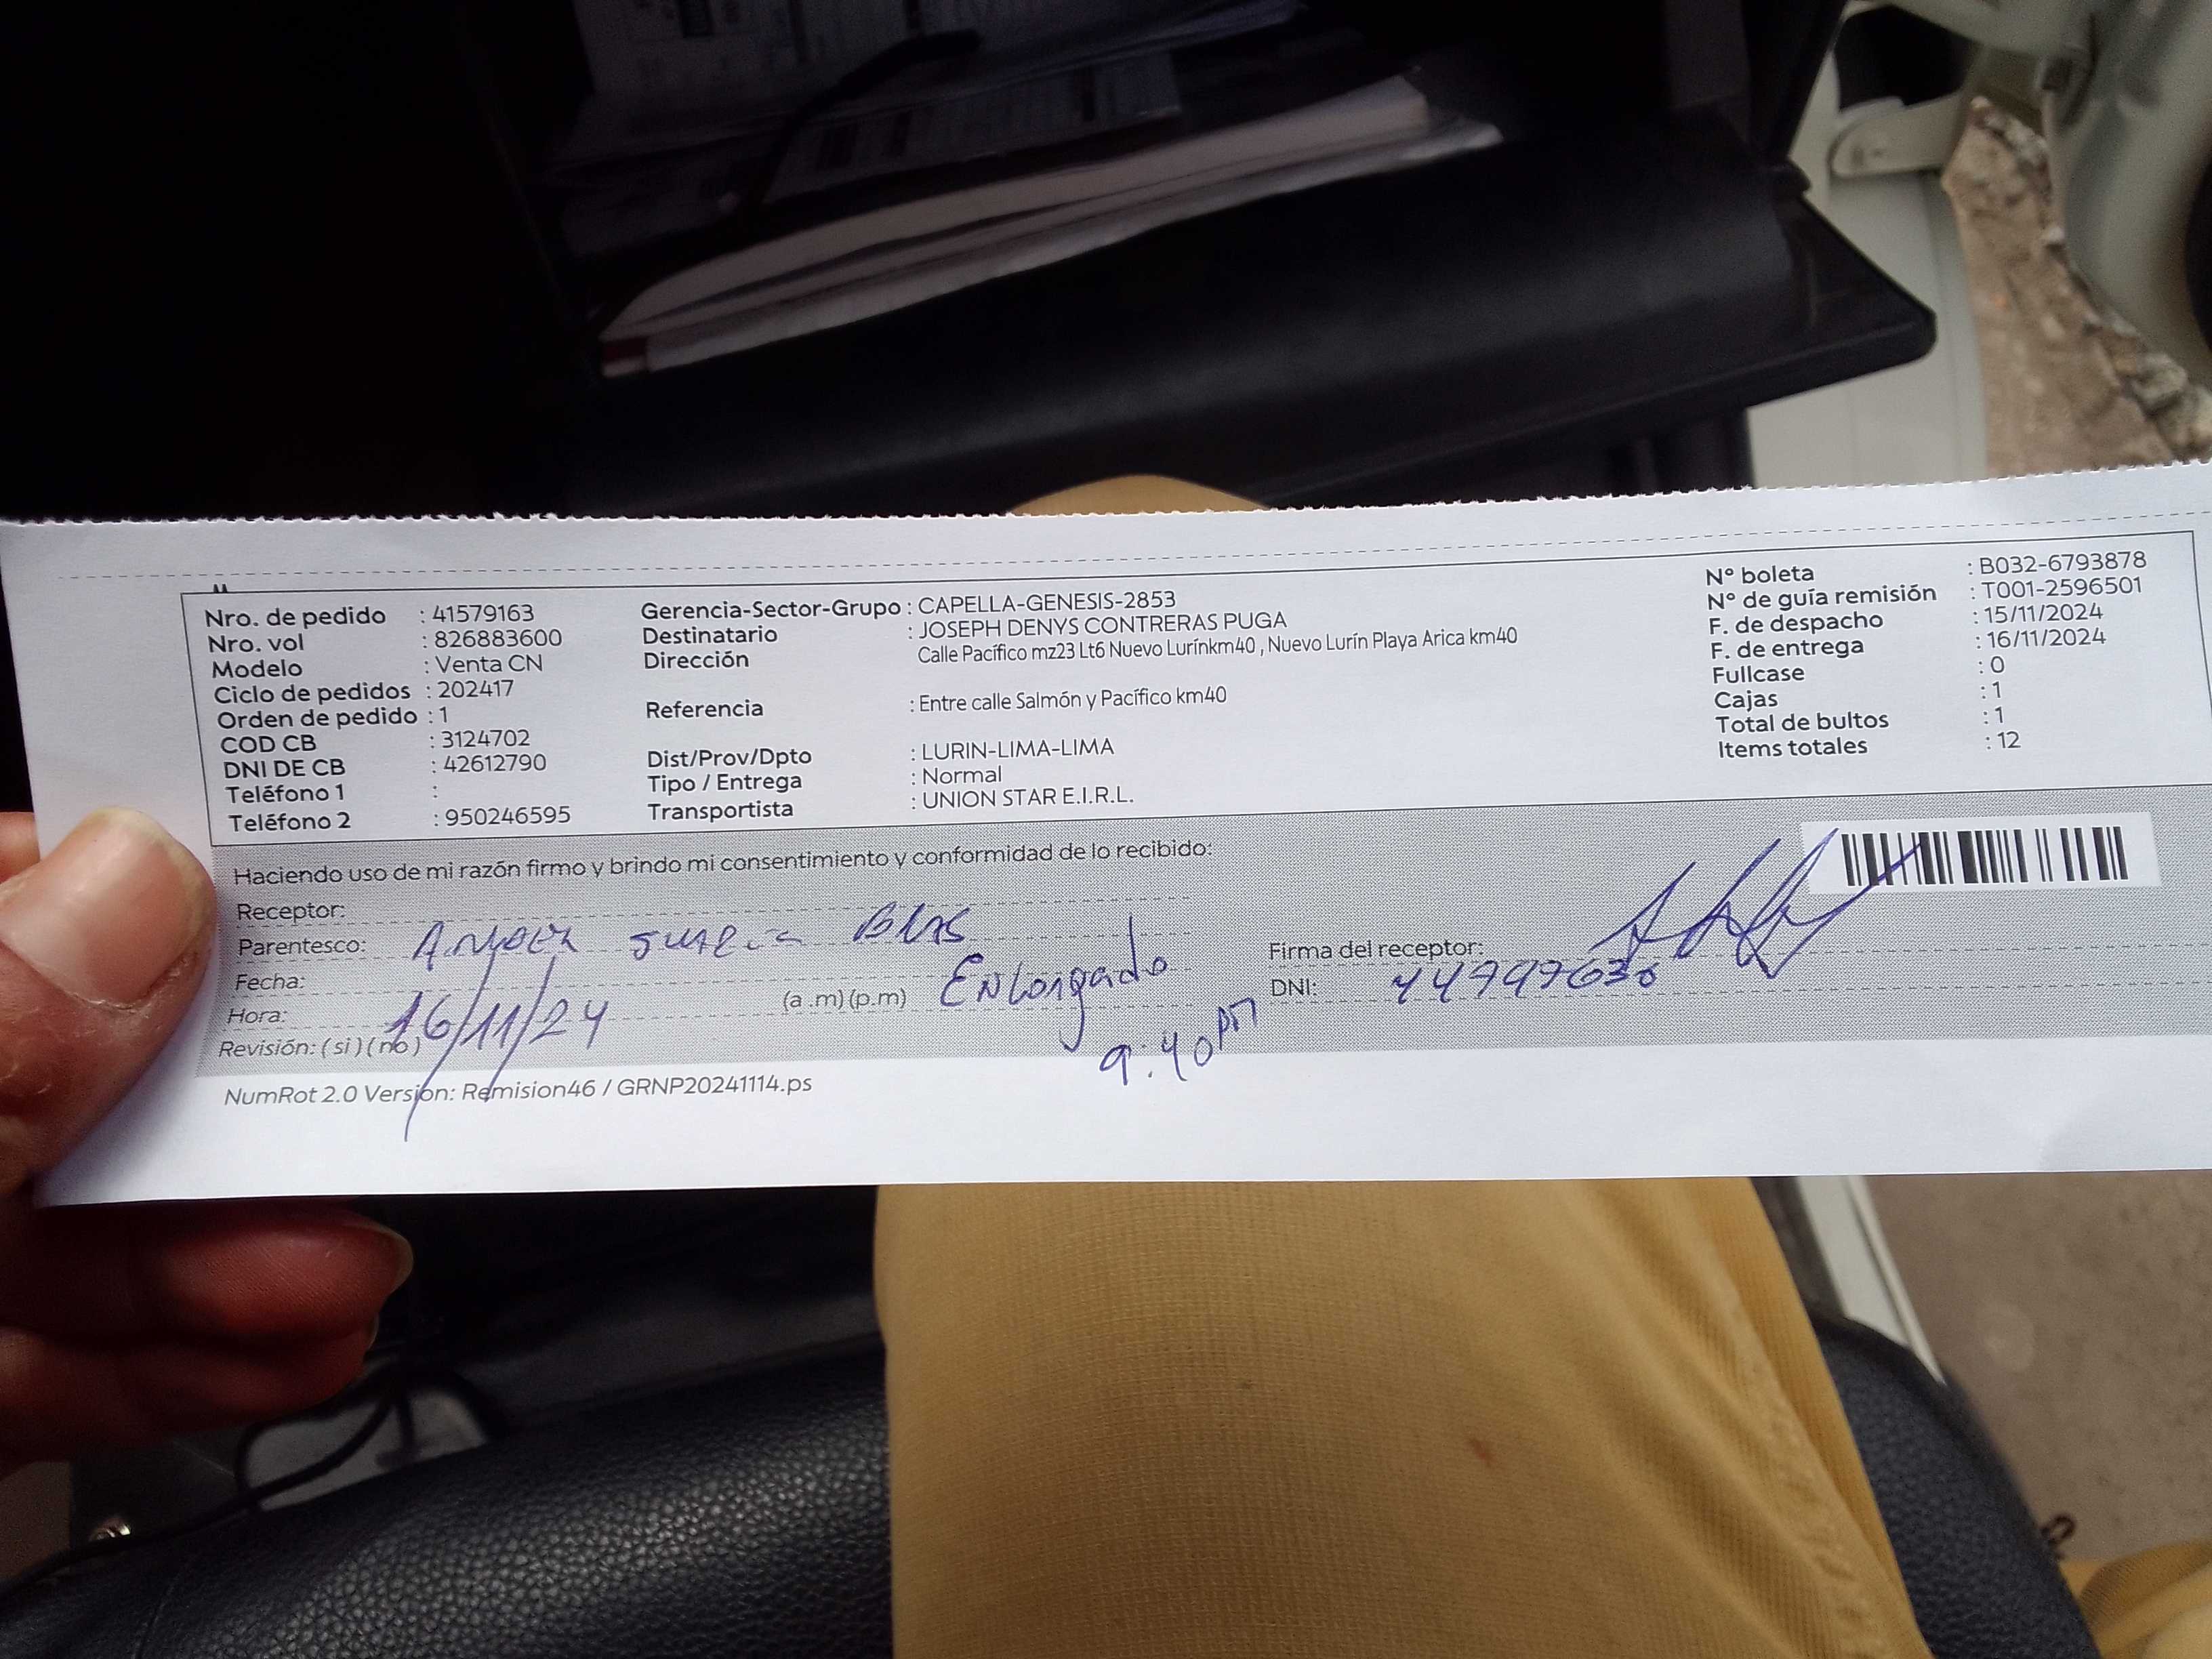 Nro. de pedido : 41579163
Nro. vol : 826883600
Modelo : Venta CN
Ciclo de pedidos : 202417
Orden de pedido : 1
COD CB : 3124702
DNI DE CB : 42612790
Teléfono 1 :
Teléfono 2 : 950246595
Gerencia-Sector-Grupo : CAPELLA-GENESIS-2853
Destinatario : JOSEPH DENYS CONTRERAS PUGA
Dirección Calle Pacífico mz23 Lt6 Nuevo Lurínkm40 , Nuevo Lurín Playa Arica km40
Referencia : Entre calle Salmón y Pacífico km40
Dist/Prov/Dpto : LURIN-LIMA-LIMA
Tipo / Entrega : Normal
Transportista : UNION STAR E.I.R.L.
N° boleta : B032-6793878
N° de guía remisión : T001-2596501
F. de despacho : 15/11/2024
F. de entrega : 16/11/2024
Fullcase : 0
Cajas : 1
Total de bultos : 1
Items totales : 12
Haciendo uso de mi razón firmo y brindo mi consentimiento y conformidad de lo recibido:
Receptor:
Parentesco: Blas
Fecha:
Hora: 16/11/24 (a .m) (p.m) Encargado
Revisión: ( si ) ( no ) 9:40 pm
Firma del receptor:
DNI:
NumRot 2.0 Versión: Remision46 / GRNP20241114.ps